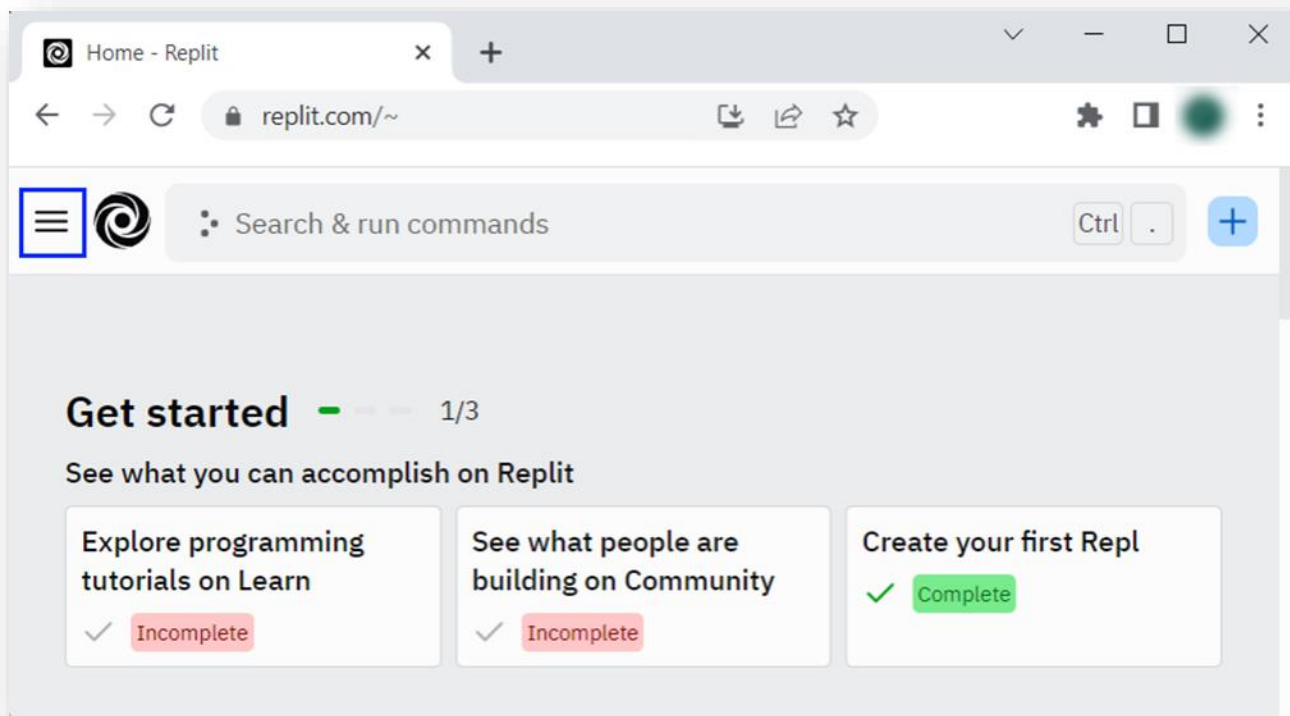 Home - Replit
replit.com/~
Search & run commands
Ctrl .
Get started 1/3
See what you can accomplish on Replit
Explore programming
tutorials on Learn
Incomplete
See what people are
building on Community
Incomplete
Create your first Repl
Complete